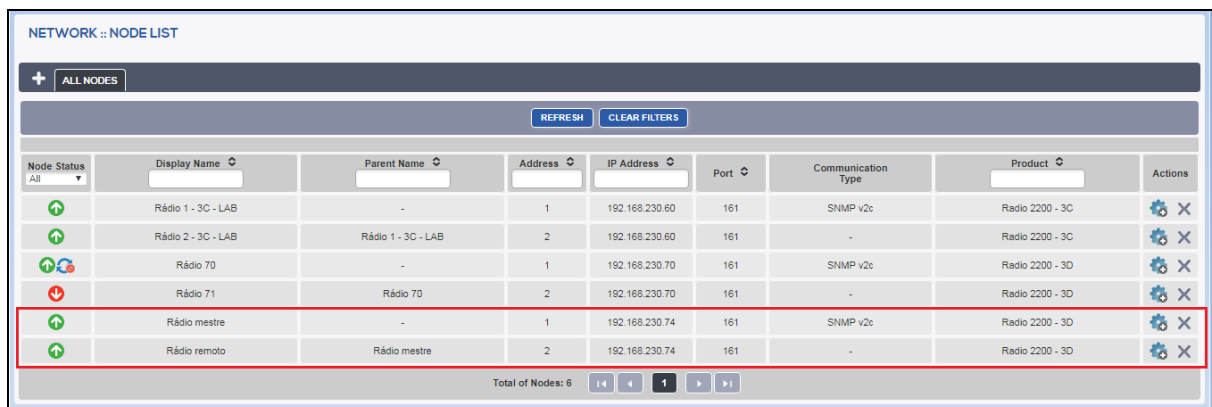 NETWORK :: NODE LIST
+ ALL NODES
REFRESH CLEAR FILTERS
Node Status Display Name Parent Name Address IP Address Port Communication Type Product Actions
All
Rádio 1 - 3C - LAB - 1 192.168.230.60 161 SNMP v2c Radio 2200 - 3C
Rádio 2 - 3C - LAB Rádio 1 - 3C - LAB 2 192.168.230.60 161 - Radio 2200 - 3C
Rádio 70 - 1 192.168.230.70 161 SNMP v2c Radio 2200 - 3D
Rádio 71 Rádio 70 2 192.168.230.70 161 - Radio 2200 - 3D
Rádio mestre - 1 192.168.230.74 161 SNMP v2c Radio 2200 - 3D
Rádio remoto Rádio mestre 2 192.168.230.74 161 - Radio 2200 - 3D
Total of Nodes: 6 1